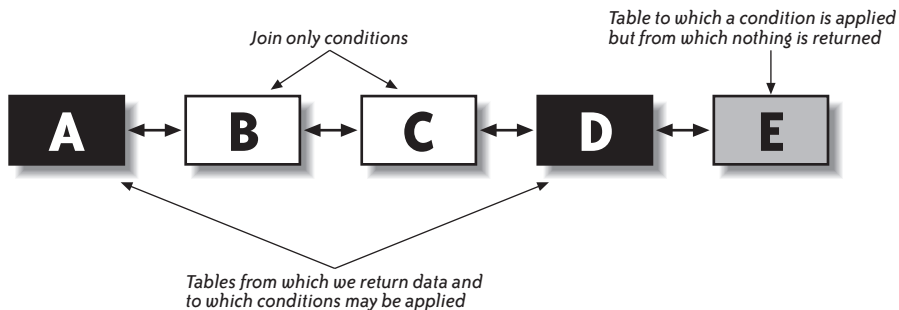 Table to which a condition is applied
but from which nothing is returned
Join only conditions
A B C D E
Tables from which we return data and
to which conditions may be applied